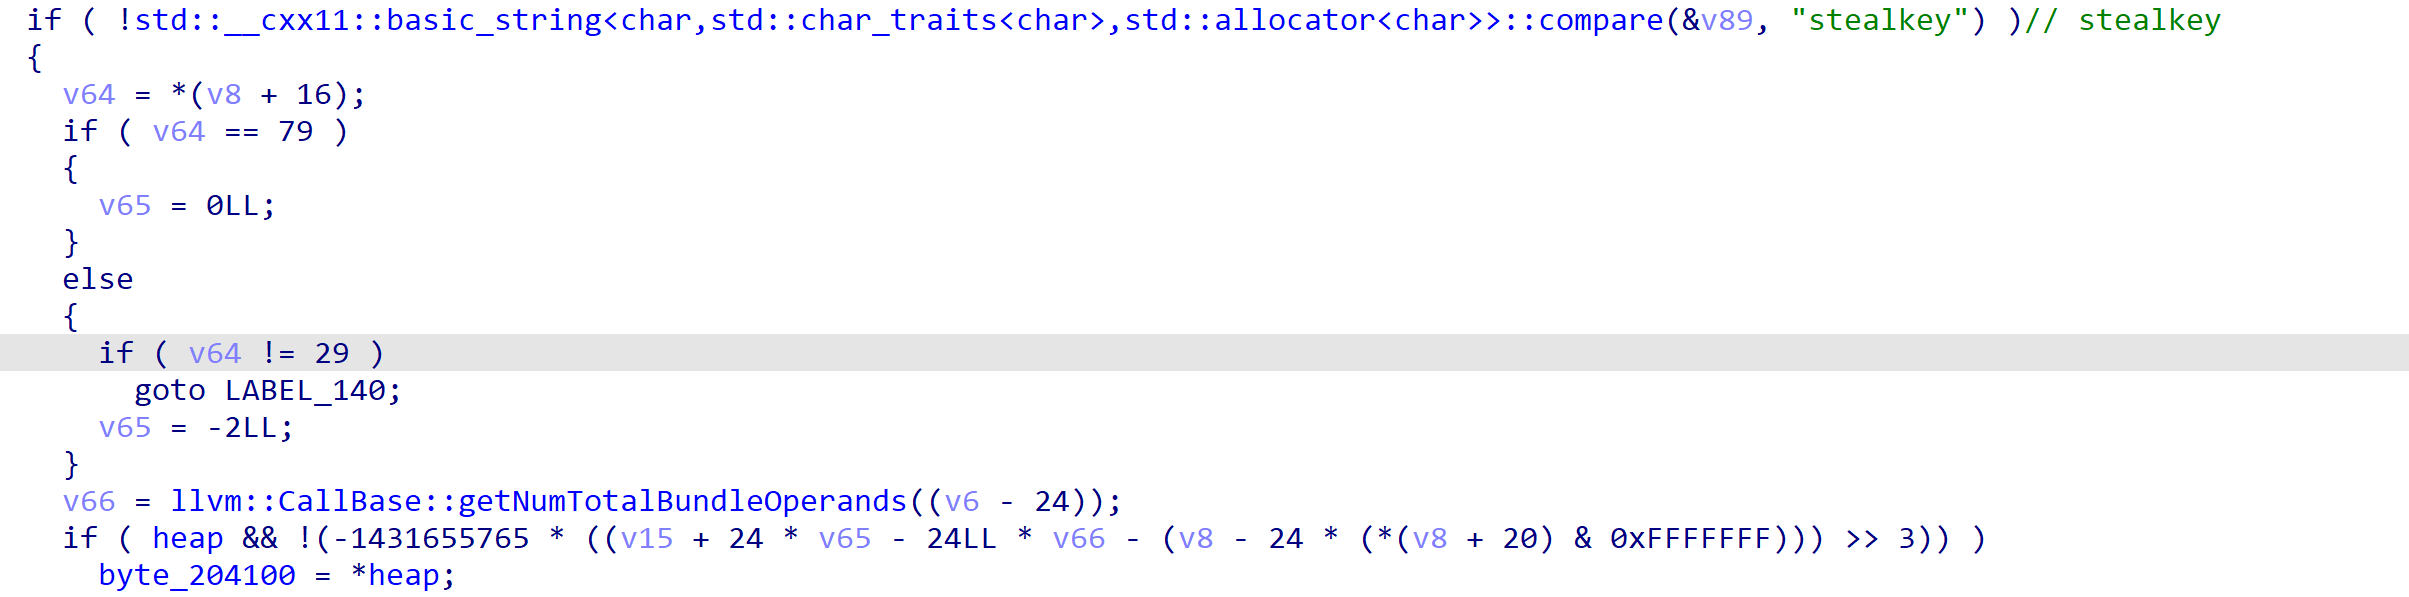 if ( !std::__cxx11::basic_string<char,std::char_traits<char>,std::allocator<char>>::compare(&v89, "stealkey") )// stealkey
{
v64 = *(v8 + 16);
if ( v64 == 79 )
{
v65 = 0LL;
}
else
{
if ( v64 != 29 )
goto LABEL_140;
v65 = -2LL;
}
v66 = llvm::CallBase::getNumTotalBundleOperands((v6 - 24));
if ( heap && !(-1431655765 * ((v15 + 24 * v65 - 24LL * v66 - (v8 - 24 * (*(v8 + 20) & 0xFFFFFFF))) >> 3)) )
byte_204100 = *heap;